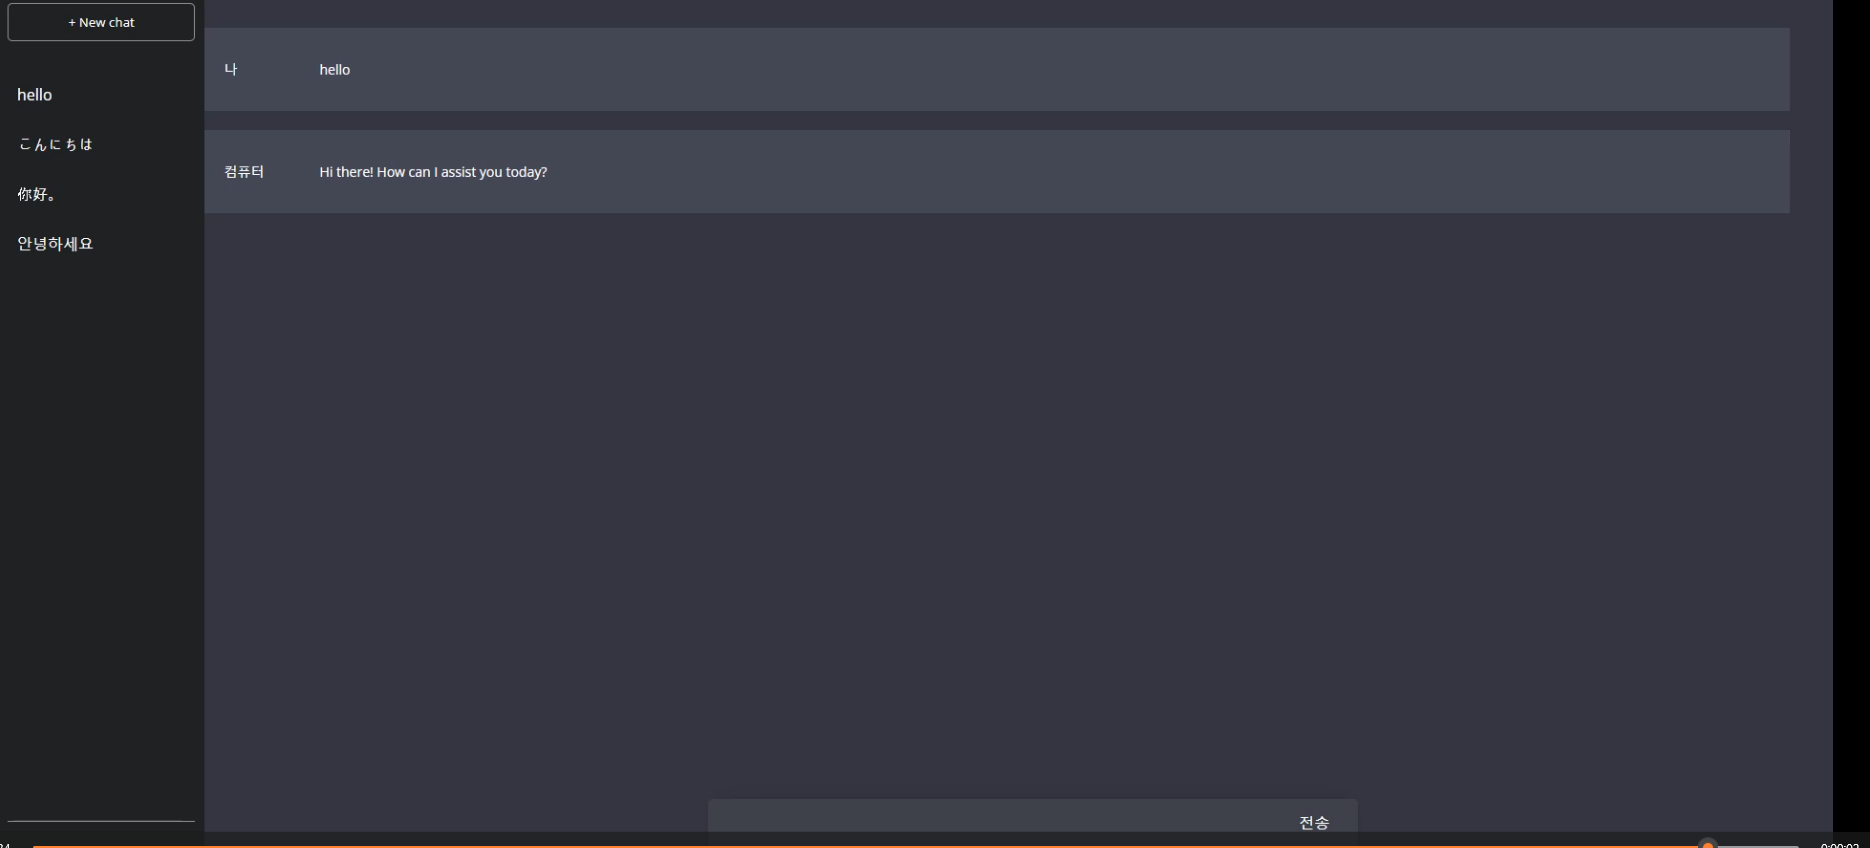 + New chat
hello
こんにちは
你好。
안녕하세요
나 hello
컴퓨터 Hi there! How can I assist you today?
전송